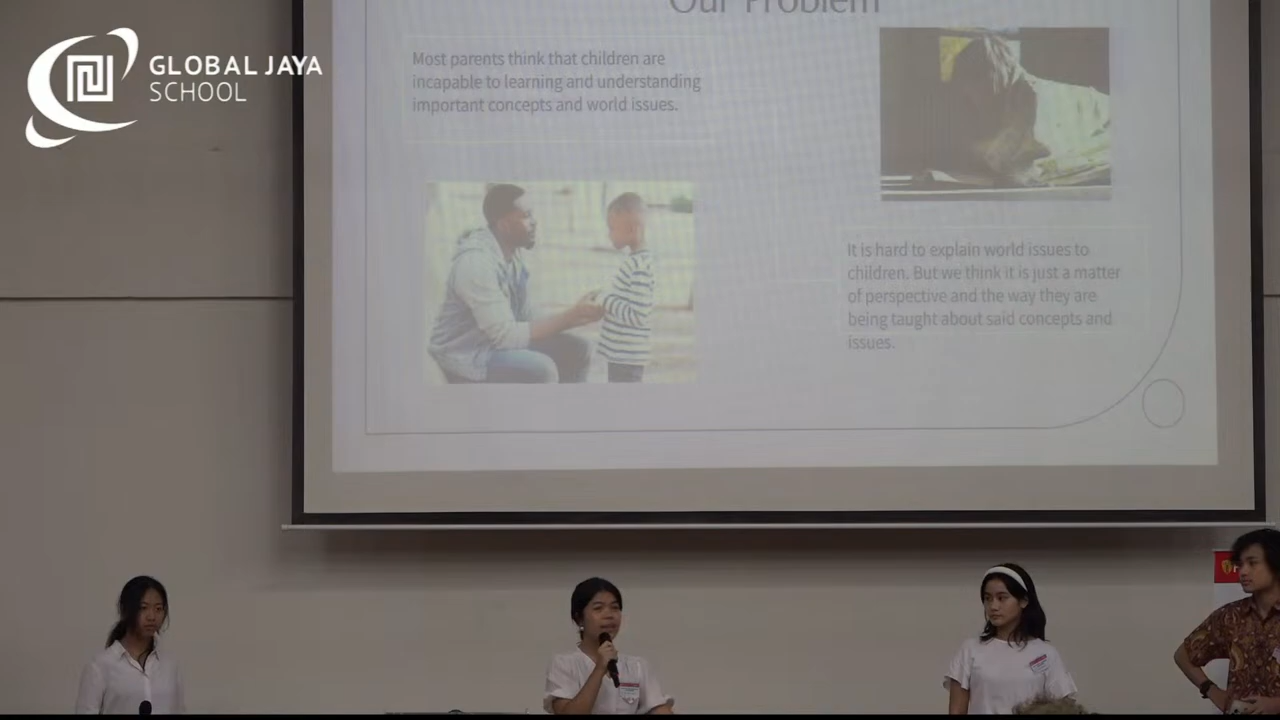 GLOBAL JAYA
SCHOOL
Our Problem
Most parents think that children are
incapable to learning and understanding
important concepts and world issues.
It is hard to explain world issues to
children. But we think it is just a matter
of perspective and the way they are
being taught about said concepts and
issues.